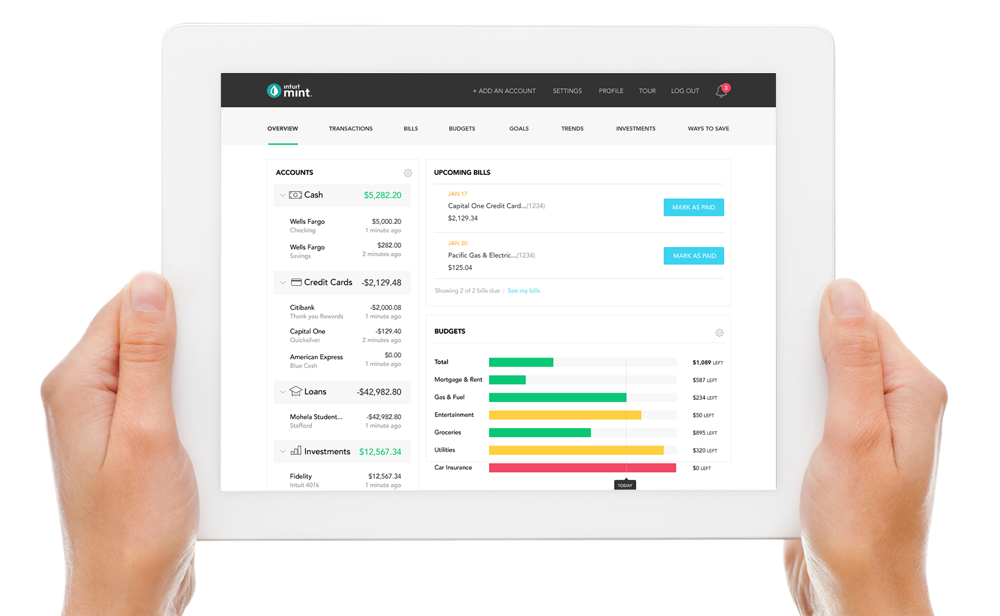 intuit
mint
+ ADD AN ACCOUNT SETTINGS PROFILE TOUR LOG OUT 3
OVERVIEW TRANSACTIONS BILLS BUDGETS GOALS TRENDS INVESTMENTS WAYS TO SAVE
ACCOUNTS
Cash $5,282.20
Wells Fargo $5,000.20
Checking 1 minute ago
Wells Fargo $282.00
Savings 2 minutes ago
Credit Cards -$2,129.48
Citibank -$2,000.08
Thank you Rewards 1 minute ago
Capital One -$129.40
Quicksilver 2 minutes ago
American Express $0.00
Blue Cash 1 minute ago
Loans -$42,982.80
Mohela Student... -$42,982.80
Stafford 1 minute ago
Investments $12,567.34
Fidelity $12,567.34
Intuit 401k 1 minute ago
UPCOMING BILLS
JAN 17
Capital One Credit Card...(1234)
$2,129.34
MARK AS PAID
JAN 20
Pacific Gas & Electric...(1234)
$125.04
MARK AS PAID
Showing 2 of 2 bills due | See my bills
BUDGETS
Total $1,089 LEFT
Mortgage & Rent $587 LEFT
Gas & Fuel $234 LEFT
Entertainment $50 LEFT
Groceries $895 LEFT
Utilities $320 LEFT
Car Insurance $0 LEFT
TODAY